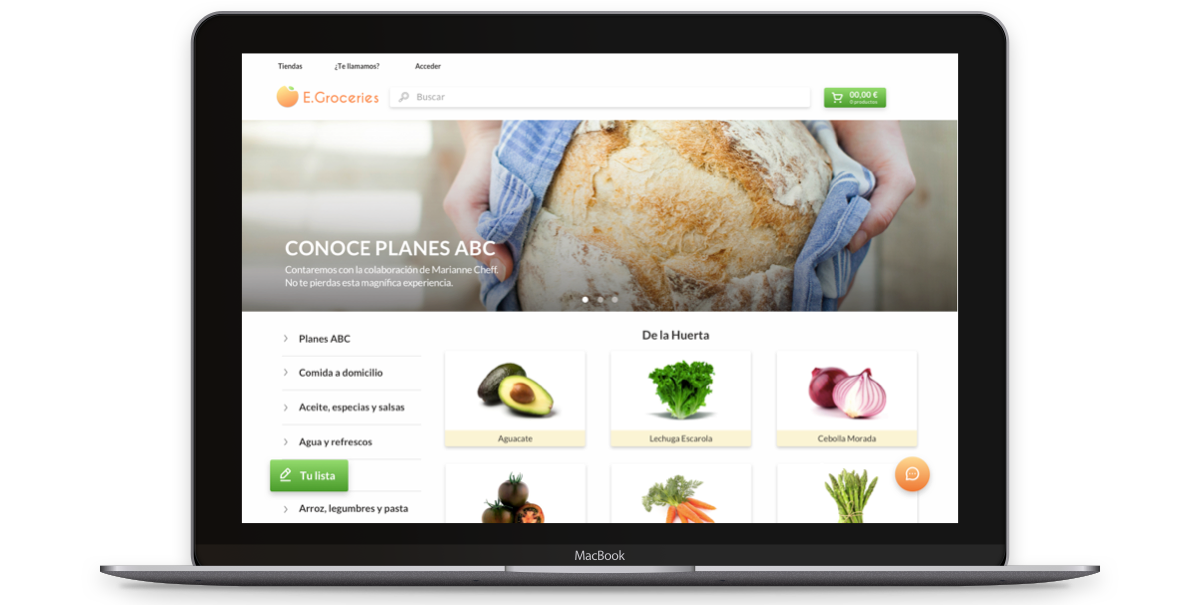 Tiendas
¿Te llamamos?
Acceder
E.Groceries
Buscar
00,00 €
0 productos
CONOCE PLANES ABC
Contaremos con la colaboración de Marianne Cheff.
No te pierdas esta magnífica experiencia.
Planes ABC
Comida a domicilio
Aceite, especias y salsas
Agua y refrescos
Tu lista
Arroz, legumbres y pasta
De la Huerta
Aguacate
Lechuga Escarola
Cebolla Morada
MacBook